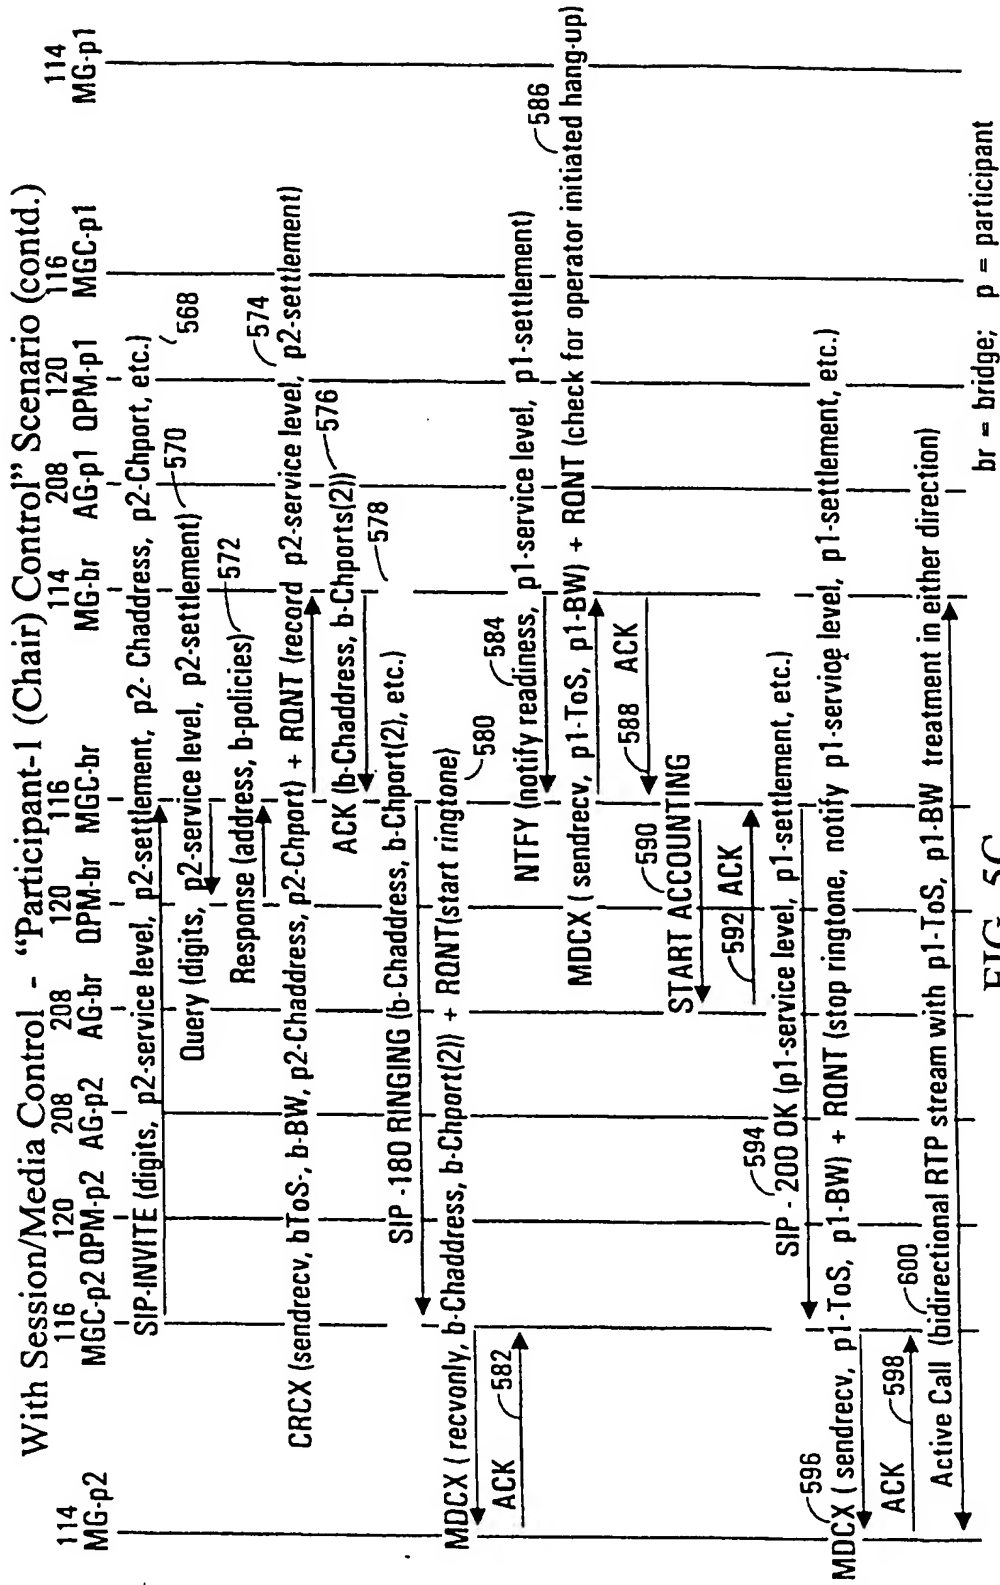 With Session/Media Control - “Participant-1 (Chair) Control” Scenario (contd.)
114 116 120 208 208 120 116 114 208 120 116 114
MG-p2 MGC-p2 QPM-p2 AG-p2 AG-br QPM-br MGC-br MG-br AG-p1 QPM-p1 MGC-p1 MG-p1
SIP-INVITE (digits, p2-service level, p2-settlement, p2- Chaddress, p2-Chport, etc.)
568
Query (digits, p2-service level, p2-settlement) 570
Response (address, b-policies) 572
574
CRCX (sendrecv, bToS-, b-BW, p2-Chaddress, p2-Chport) + RQNT (record p2-service level, p2-settlement)
ACK (b-Chaddress, b-Chports(2)) 576
578
SIP -180 RINGING (b-Chaddress, b-Chport(2), etc.)
MDCX ( recvonly, b-Chaddress, b-Chport(2)) + RQNT(start ringtone) 580
ACK 582
584
NTFY (notify readiness, p1-service level, p1-settlement)
586
MDCX ( sendrecv, p1-ToS, p1-BW) + RQNT (check for operator initiated hang-up)
588 ACK
590
START ACCOUNTING
592 ACK
594
SIP - 200 OK (p1-service level, p1-settlement, etc.)
596
MDCX ( sendrecv, p1-ToS, p1-BW) + RQNT (stop ringtone, notify p1-service level, p1-settlement, etc.)
ACK 598
600
Active Call (bidirectional RTP stream with p1-ToS, p1-BW treatment in either direction)
br = bridge; p = participant
FIG. 5C